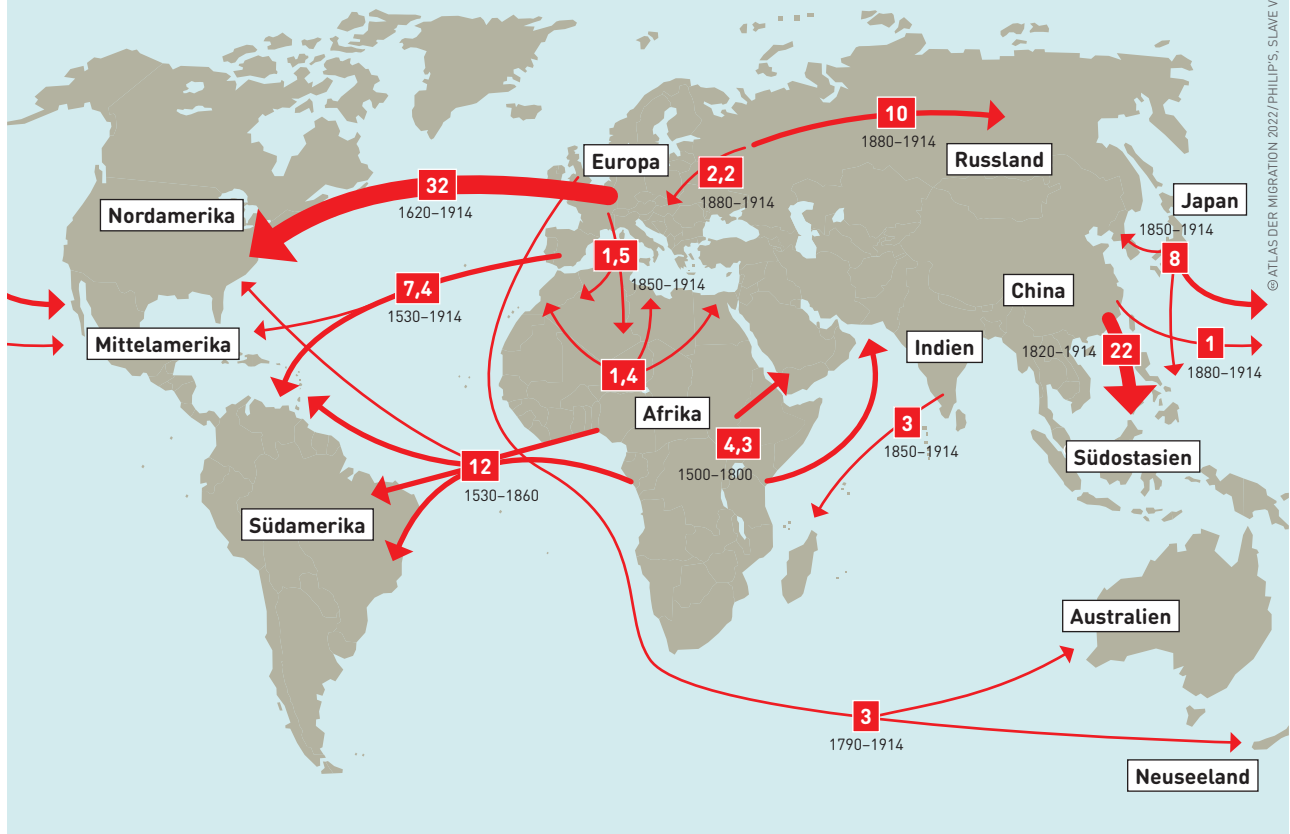 © ATLAS DER MIGRATION 2022/PHILIP'S, SLAVE V
10
1880–1914
Europa
Russland
2,2
1880–1914
32
1620–1914
Nordamerika
Japan
1850–1914
8
1,5
1850–1914
7,4
1530–1914
China
Mittelamerika
Indien
1820–1914
22
1
1880–1914
1,4
Afrika
3
1850–1914
4,3
1500–1800
12
1530–1860
Südostasien
Südamerika
Australien
3
1790–1914
Neuseeland